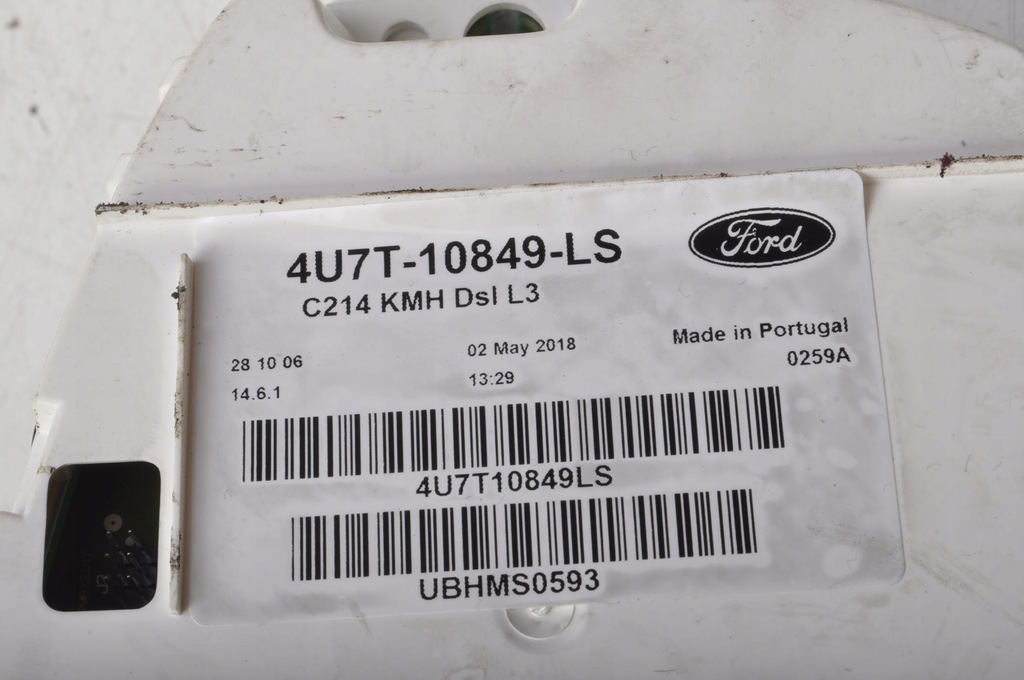 4U7T-10849-LS
Ford
C214 KMH Dsl L3
28 10 06
02 May 2018
Made in Portugal
14.6.1
13:29
0259A
4U7T10849LS
UBHMS0593